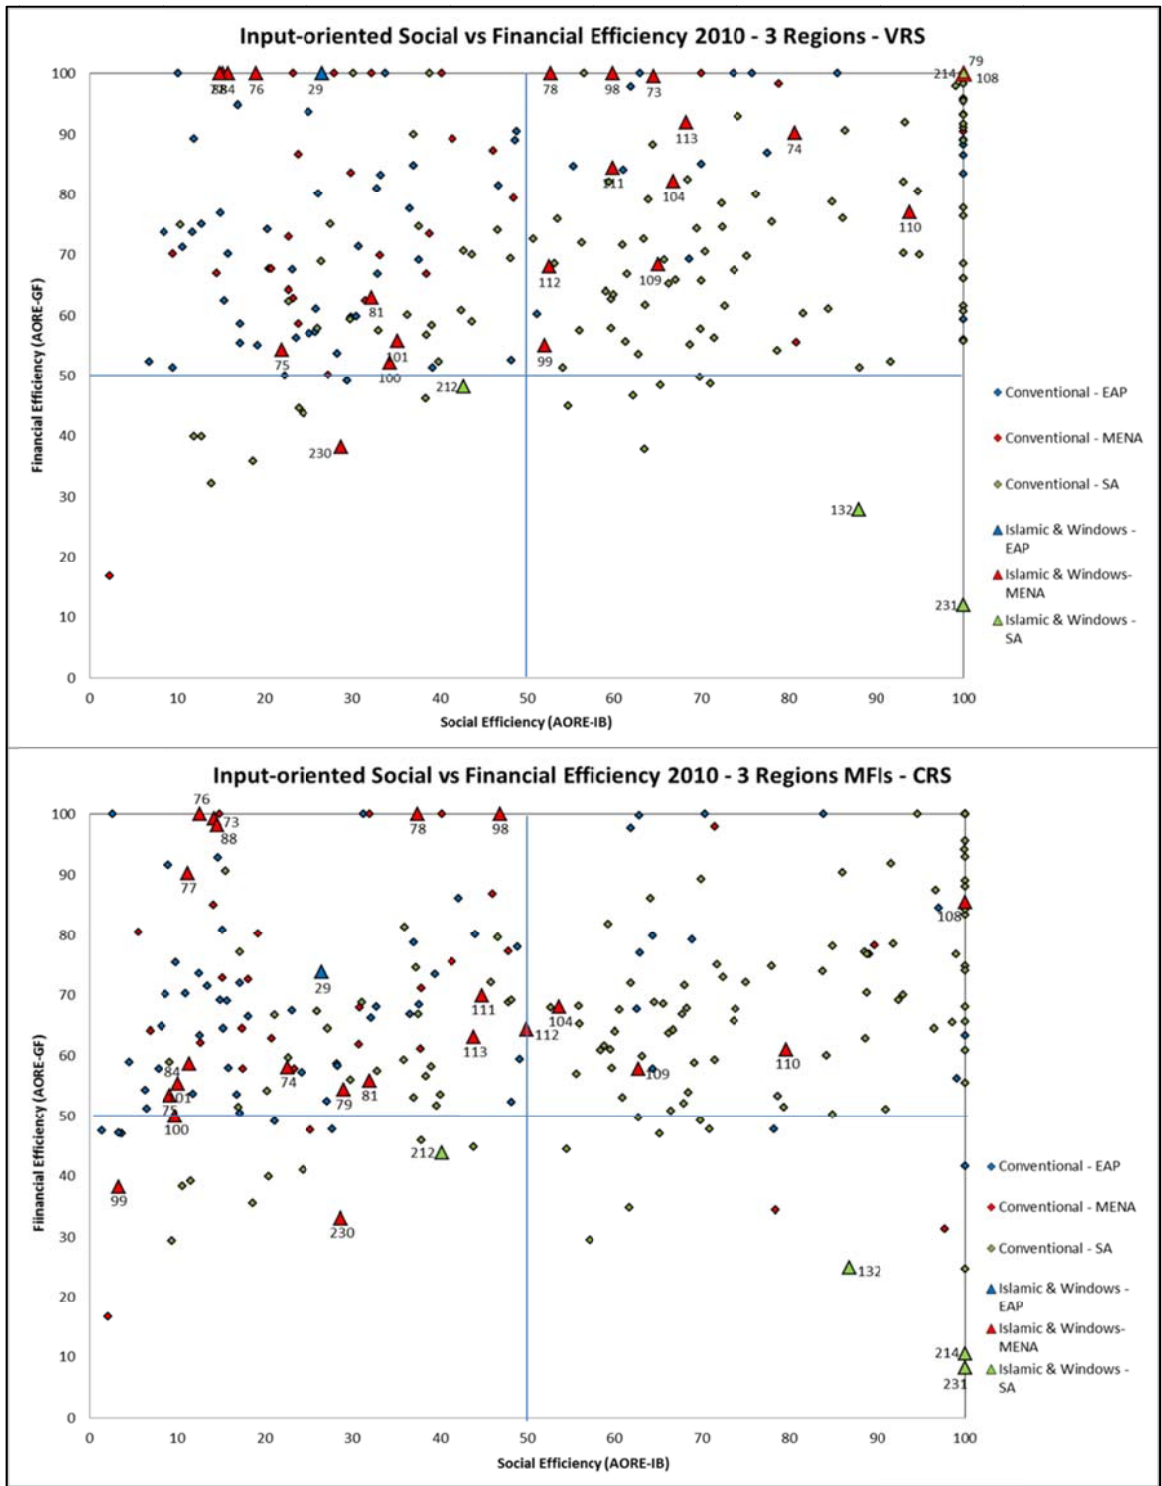 Input-oriented Social vs Financial Efficiency 2010 - 3 Regions - VRS
79
100
214
108
76
29
78
98
73
90
113
74
80
111
104
110
70
112
109
60
81
101
99
75
100
50
212
40
230
30
132
20
10
231
0
0 10 20 30 40 50 60 70 80 90 100
Financial Efficiency (AORE-GF)
Social Efficiency (AORE-IB)
Conventional - EAP
Conventional - MENA
Conventional - SA
Islamic & Windows -
EAP
Islamic & Windows-
MENA
Islamic & Windows -
SA
Input-oriented Social vs Financial Efficiency 2010 - 3 Regions MFIs - CRS
76
100
73
88
78
98
90
77
108
80
29
70
111
104
112
113
60
84
74
79
81
109
110
101
75
50
100
212
40
99
230
30
132
20
10
214
231
0
0 10 20 30 40 50 60 70 80 90 100
Fiinancial Efficiency (AORE-GF)
Social Efficiency (AORE-IB)
Conventional - EAP
Conventional - MENA
Conventional - SA
Islamic & Windows -
EAP
Islamic & Windows-
MENA
Islamic & Windows -
SA